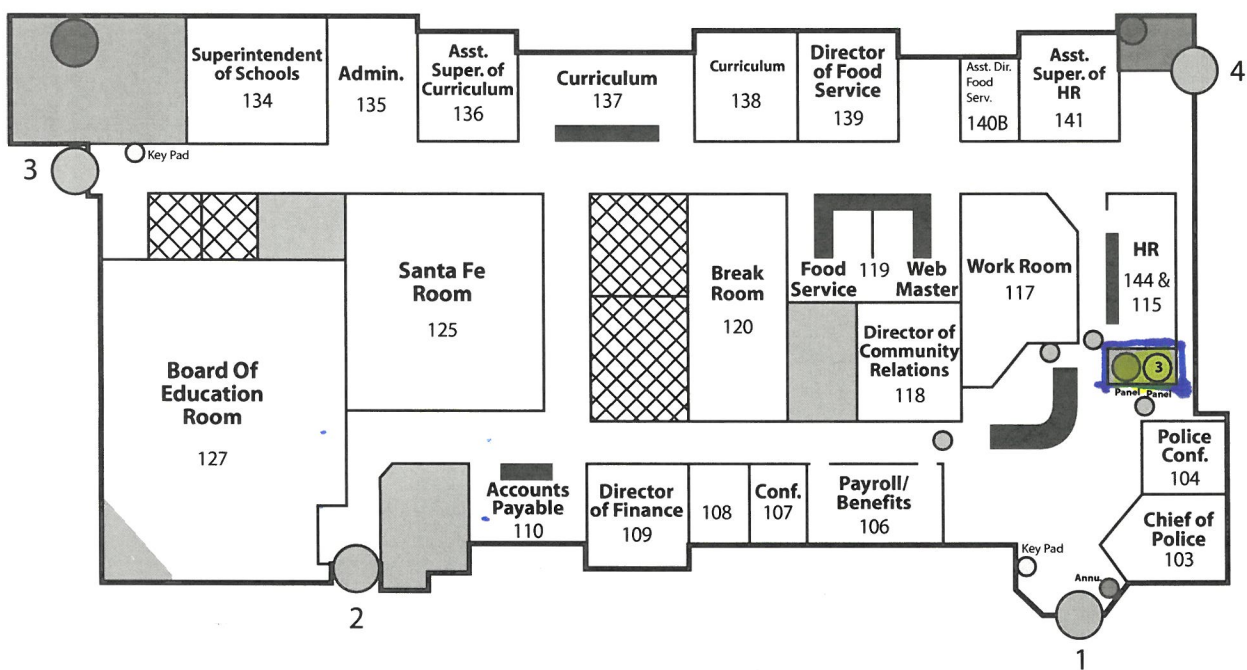 Superintendent
of Schools
134
Admin.
135
Asst.
Super. of
Curriculum
136
Curriculum
137
Curriculum
138
Director
of Food
Service
139
Asst. Dir.
Food
Serv.
140B
Asst.
Super. of
HR
141
4
3
Key Pad
Santa Fe
Room
125
Break
Room
120
Food
Service
119
Web
Master
Work Room
117
HR
144 &
115
Director of
Community
Relations
118
3
Panel Panel
Board Of
Education
Room
127
Police
Conf.
104
Accounts
Payable
110
Director
of Finance
109
108
Conf.
107
Payroll/
Benefits
106
Chief of
Police
103
Key Pad
Annu.
2
1